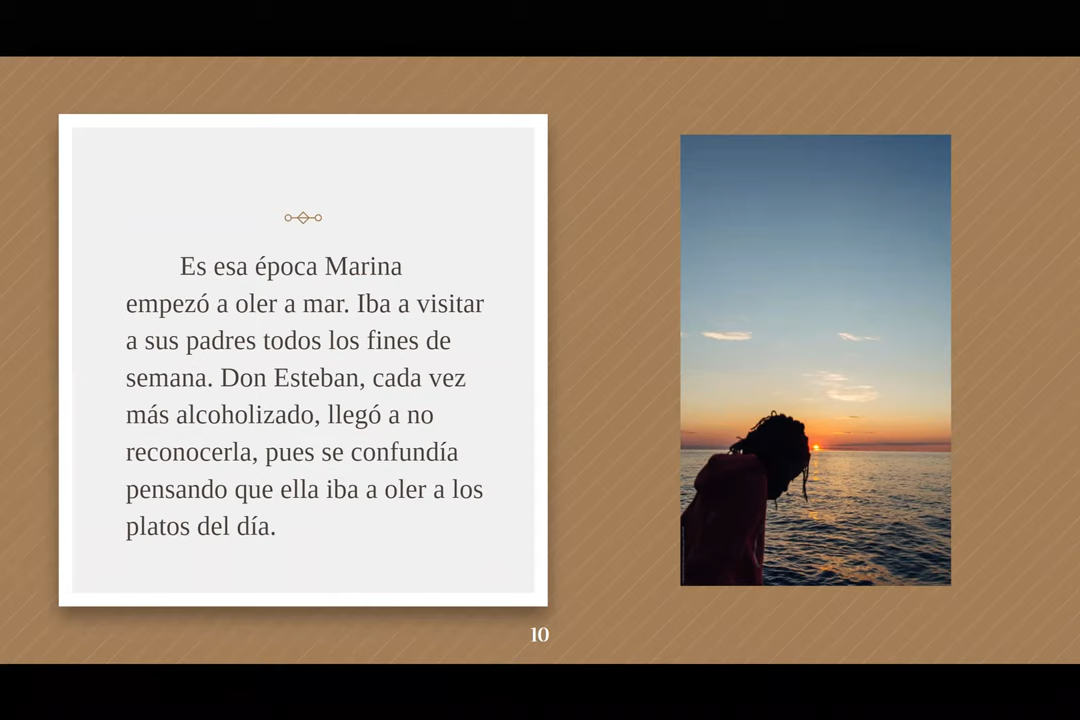 Es esa época Marina
empezó a oler a mar. Iba a visitar
a sus padres todos los fines de
semana. Don Esteban, cada vez
más alcoholizado, llegó a no
reconocerla, pues se confundía
pensando que ella iba a oler a los
platos del día.
10